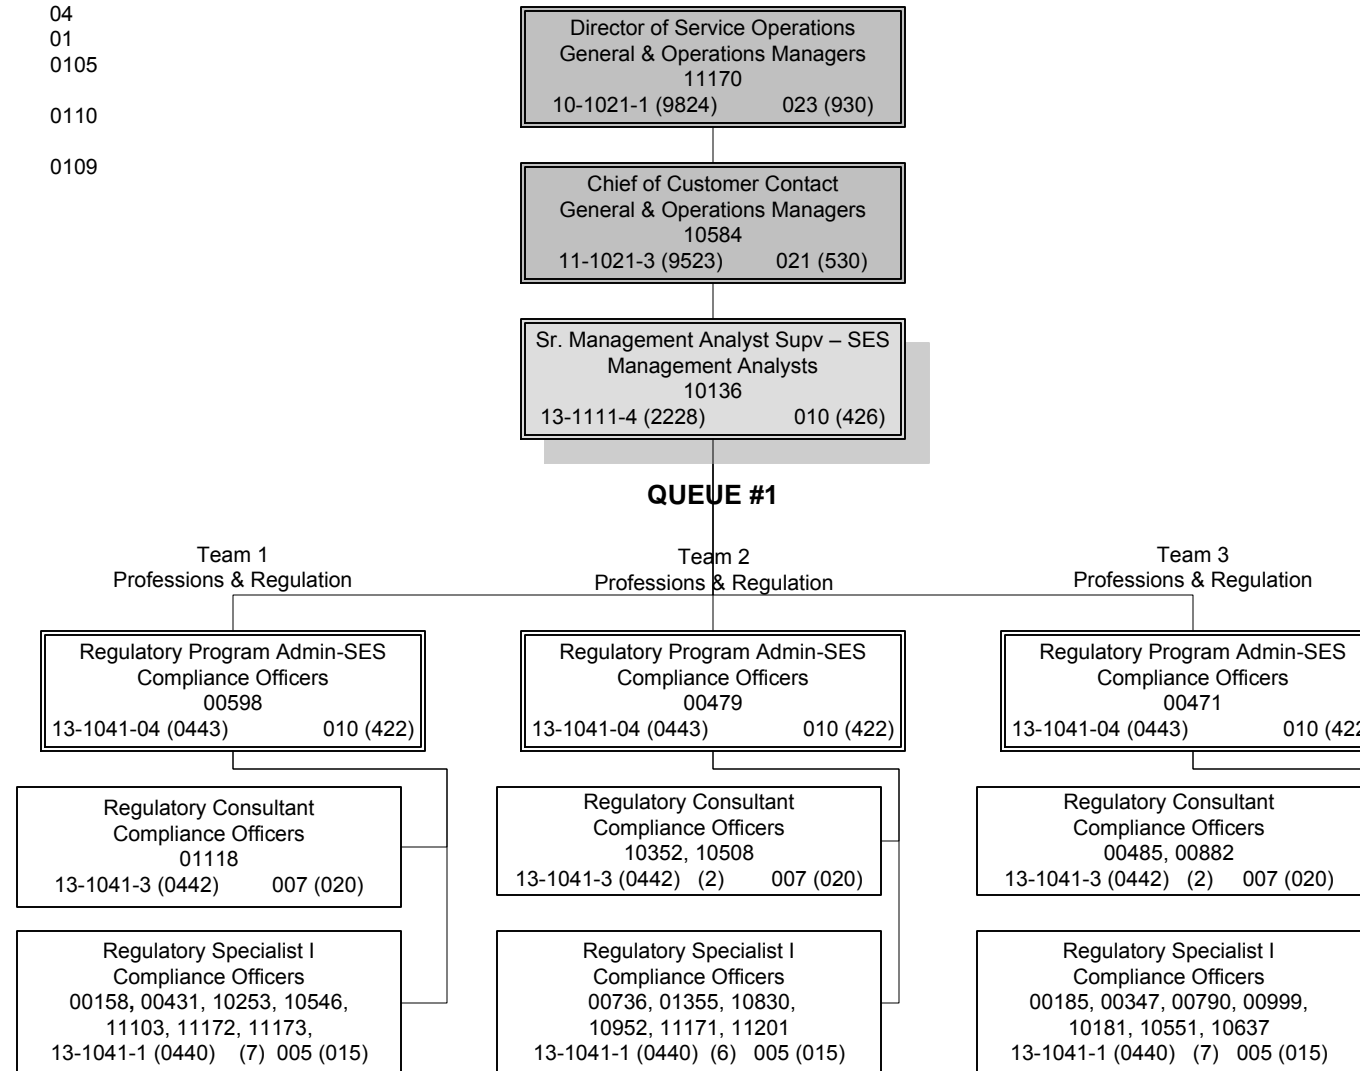 04
01
0105
0110
0109
Director of Service Operations
General & Operations Managers
11170
10-1021-1 (9824) 023 (930)
Chief of Customer Contact
General & Operations Managers
10584
11-1021-3 (9523) 021 (530)
Sr. Management Analyst Supv – SES
Management Analysts
10136
13-1111-4 (2228) 010 (426)
QUEUE #1
Team 1
Professions & Regulation
Team 2
Professions & Regulation
Team 3
Professions & Regulation
Regulatory Program Admin-SES
Compliance Officers
00598
13-1041-04 (0443) 010 (422)
Regulatory Program Admin-SES
Compliance Officers
00479
13-1041-04 (0443) 010 (422)
Regulatory Program Admin-SES
Compliance Officers
00471
13-1041-04 (0443) 010 (422
Regulatory Consultant
Compliance Officers
01118
13-1041-3 (0442) 007 (020)
Regulatory Consultant
Compliance Officers
10352, 10508
13-1041-3 (0442) (2) 007 (020)
Regulatory Consultant
Compliance Officers
00485, 00882
13-1041-3 (0442) (2) 007 (020)
Regulatory Specialist I
Compliance Officers
00158, 00431, 10253, 10546,
11103, 11172, 11173,
13-1041-1 (0440) (7) 005 (015)
Regulatory Specialist I
Compliance Officers
00736, 01355, 10830,
10952, 11171, 11201
13-1041-1 (0440) (6) 005 (015)
Regulatory Specialist I
Compliance Officers
00185, 00347, 00790, 00999,
10181, 10551, 10637
13-1041-1 (0440) (7) 005 (015)